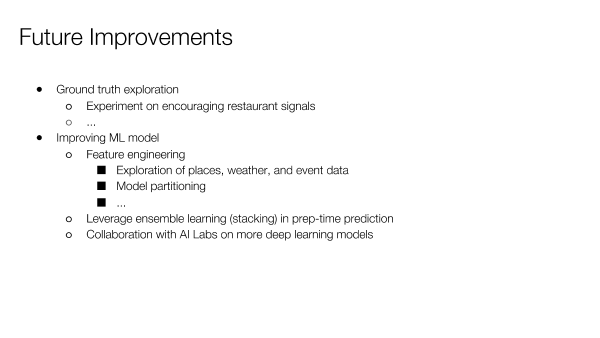 Future Improvements
● Ground truth exploration
○ Experiment on encouraging restaurant signals
○ ...
● Improving ML model
○ Feature engineering
■ Exploration of places, weather, and event data
■ Model partitioning
■ ...
○ Leverage ensemble learning (stacking) in prep-time prediction
○ Collaboration with AI Labs on more deep learning models